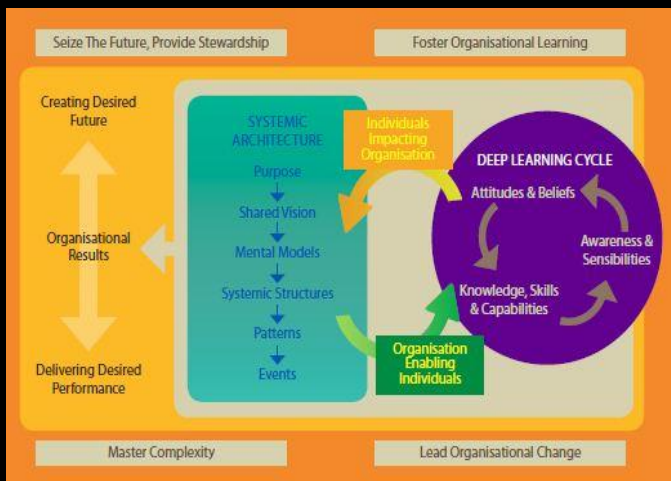 Seize The Future, Provide Stewardship
Foster Organisational Learning
Creating Desired
Future
Organisational
Results
Delivering Desired
Performance
SYSTEMIC
ARCHITECTURE
Purpose
Shared Vision
Mental Models
Systemic Structures
Patterns
Events
Individuals
Impacting
Organisation
Organisation
Enabling
Individuals
DEEP LEARNING CYCLE
Attitudes & Beliefs
Awareness &
Sensibilities
Knowledge, Skills
& Capabilities
Master Complexity
Lead Organisational Change